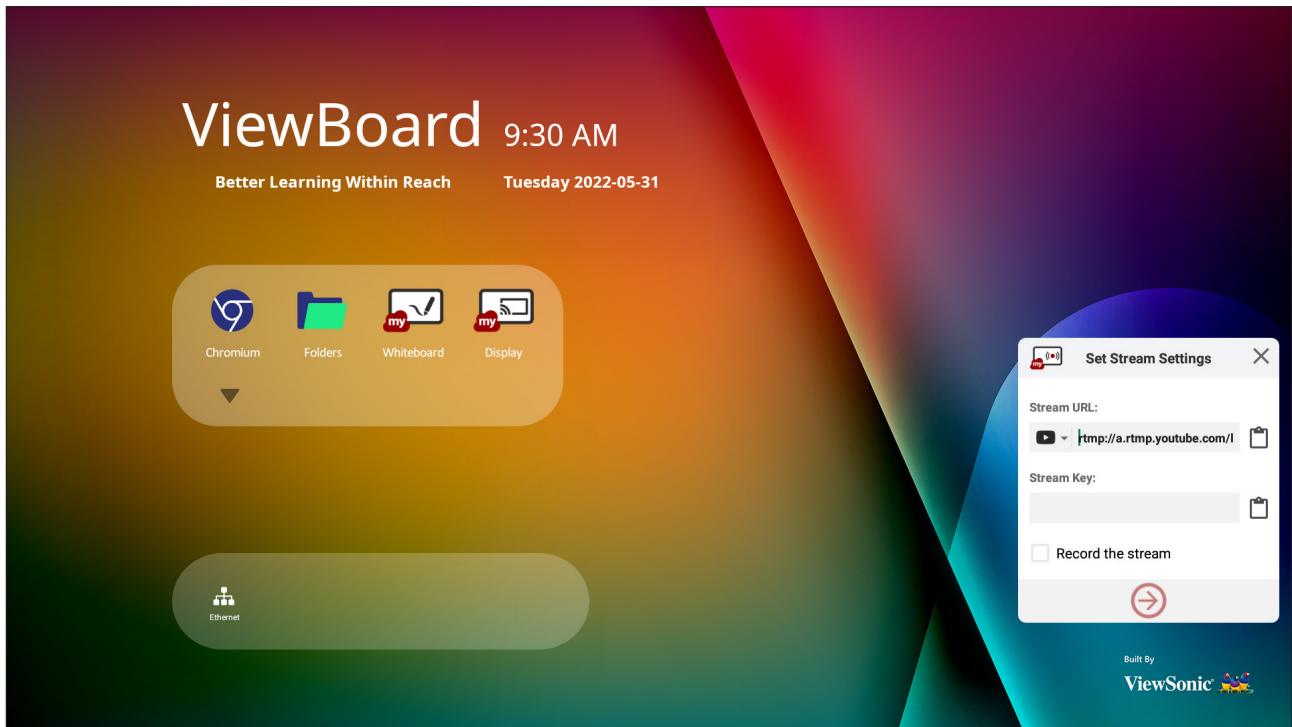 ViewBoard 9:30 AM
Better Learning Within Reach Tuesday 2022-05-31
Chromium Folders my Whiteboard my Display
Ethernet
my Set Stream Settings
Stream URL:
rtmp://a.rtmp.youtube.com/l
Stream Key:
Record the stream
Built By
ViewSonic